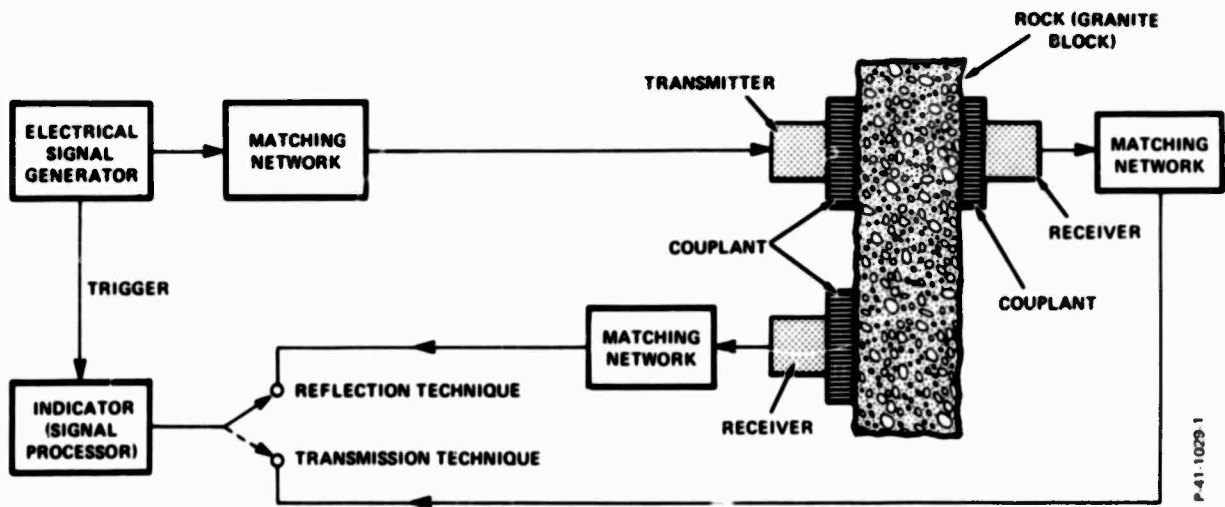 ROCK (GRANITE
BLOCK)
TRANSMITTER
ELECTRICAL
SIGNAL
GENERATOR
MATCHING
NETWORK
MATCHING
NETWORK
COUPLANT
RECEIVER
TRIGGER
COUPLANT
MATCHING
NETWORK
REFLECTION TECHNIQUE
INDICATOR
(SIGNAL
PROCESSOR)
RECEIVER
TRANSMISSION TECHNIQUE
P-41-1029-1